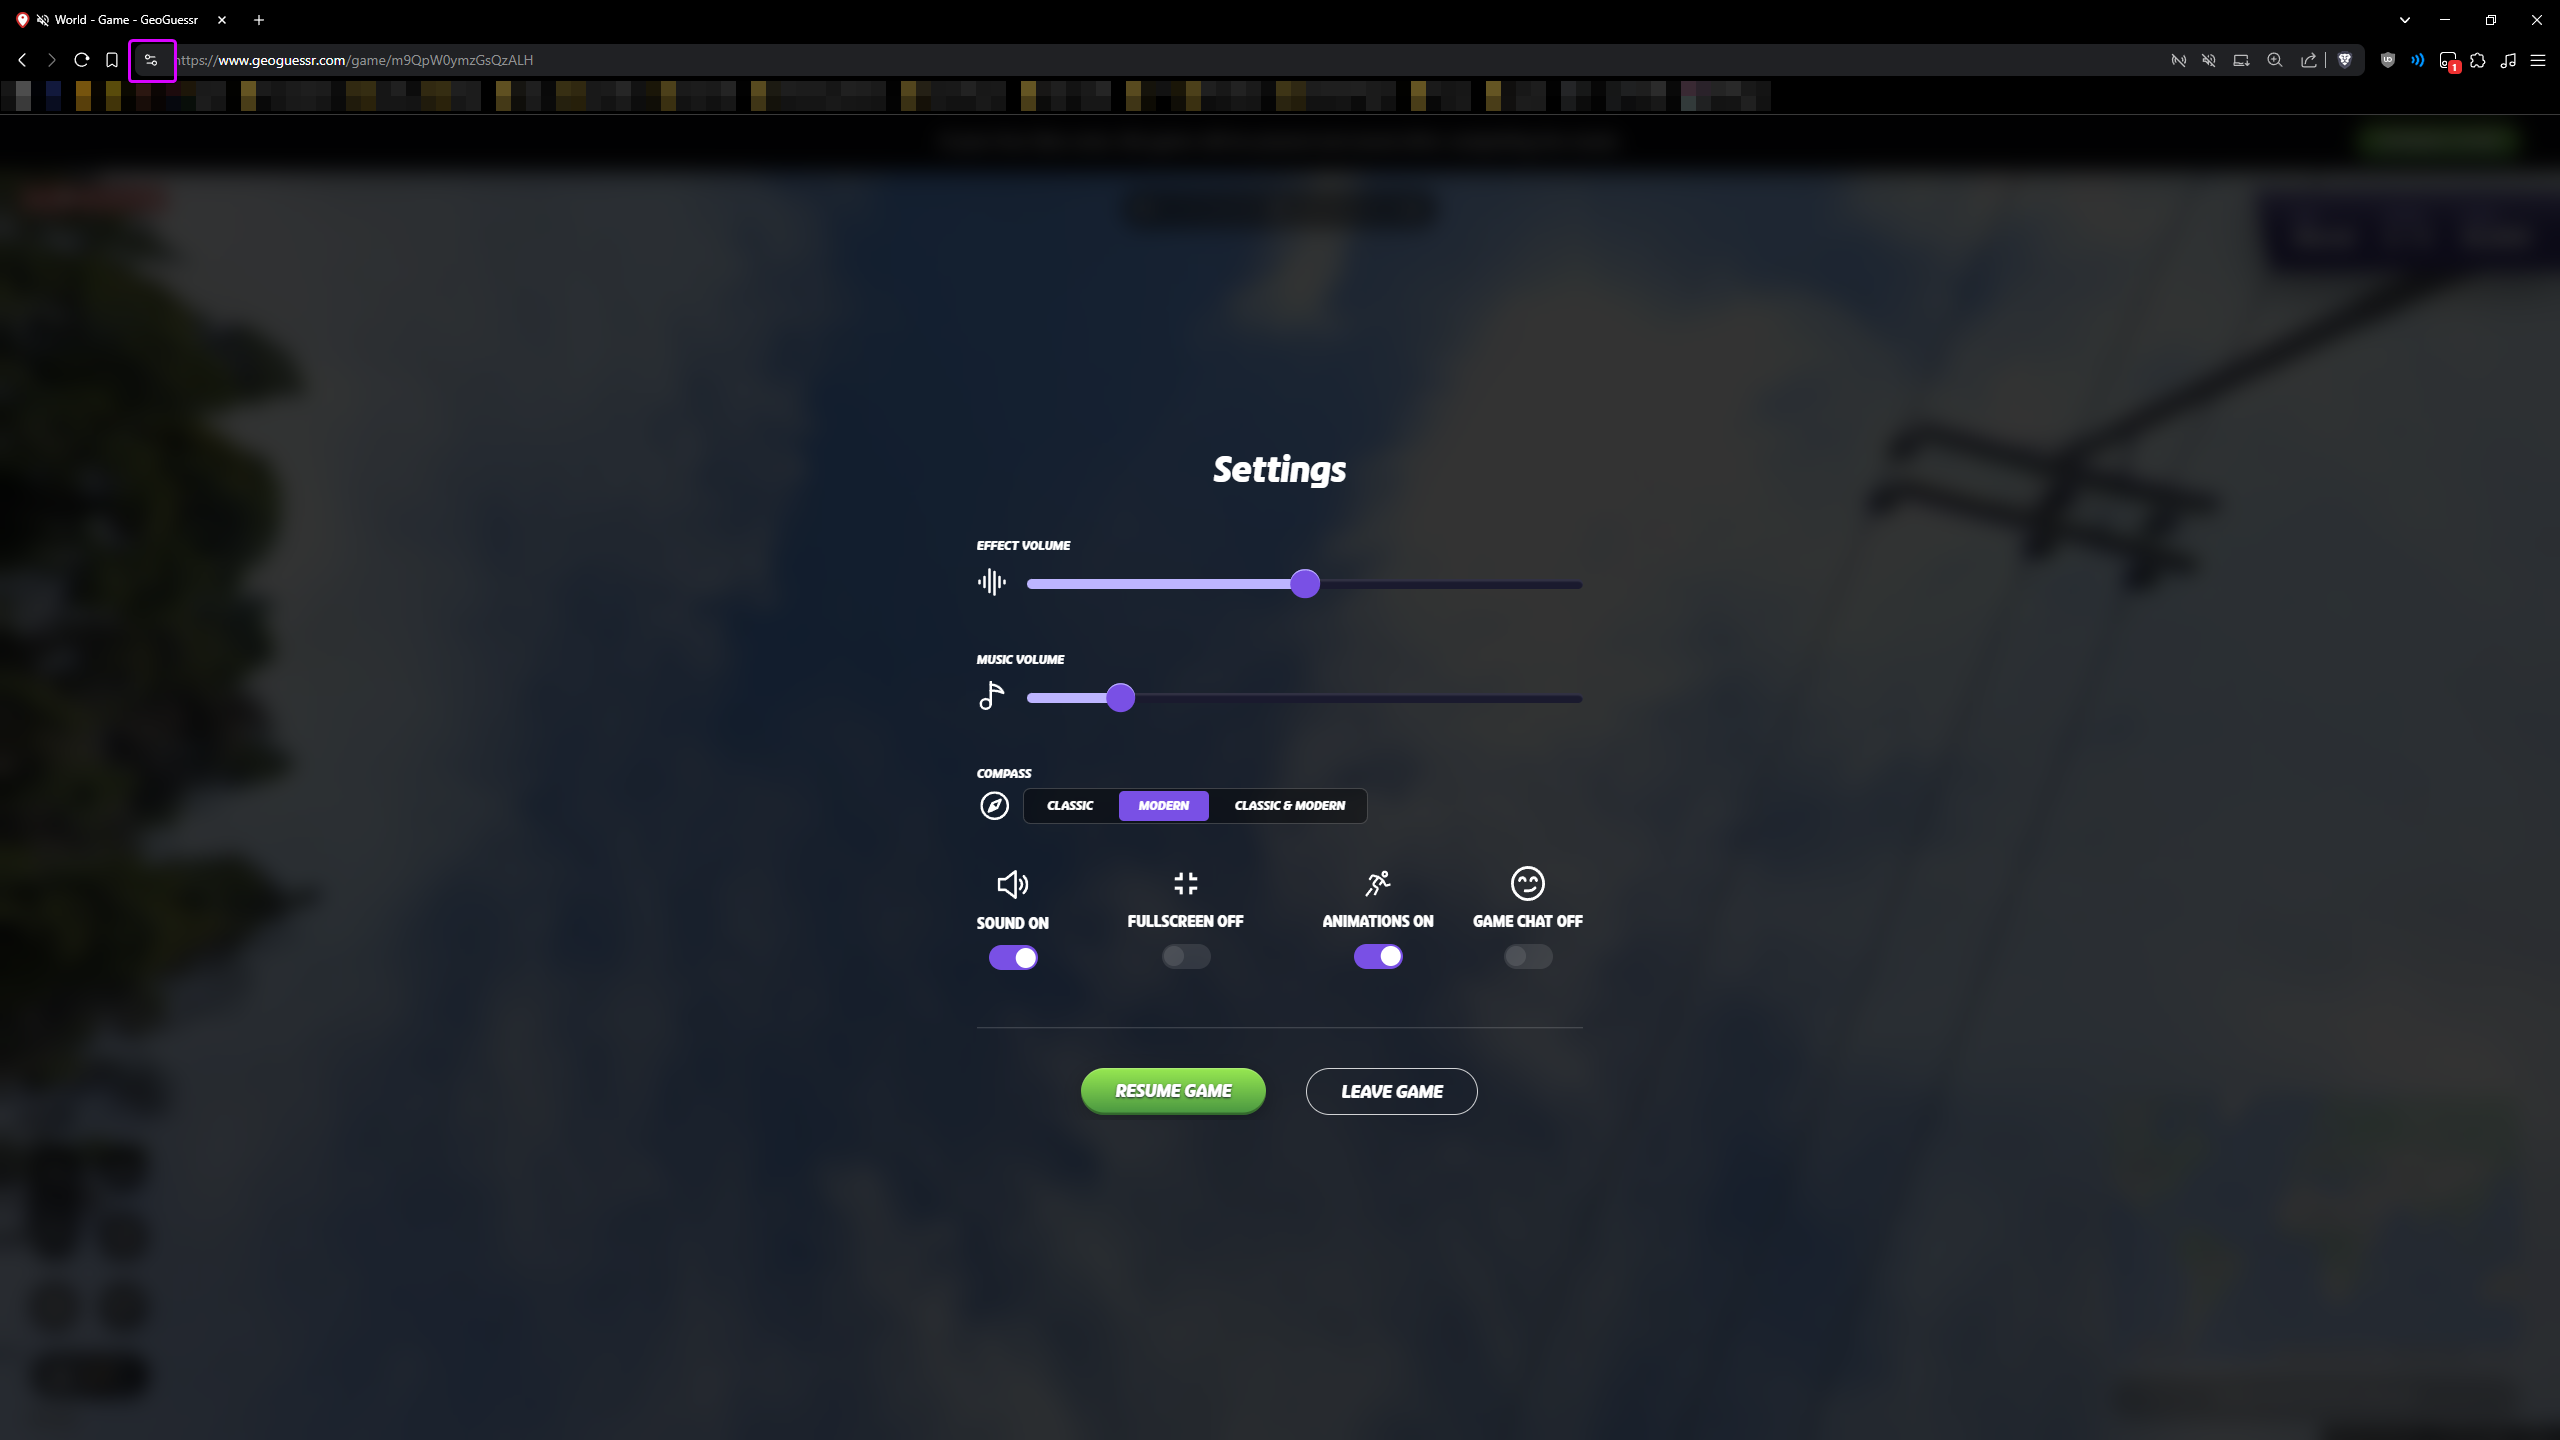 World - Game - GeoGuessr
https://www.geoguessr.com/game/m9QpW0ymzGsQzALH
1
Settings
EFFECT VOLUME
MUSIC VOLUME
COMPASS
CLASSIC MODERN CLASSIC & MODERN
SOUND ON FULLSCREEN OFF ANIMATIONS ON GAME CHAT OFF
RESUME GAME LEAVE GAME